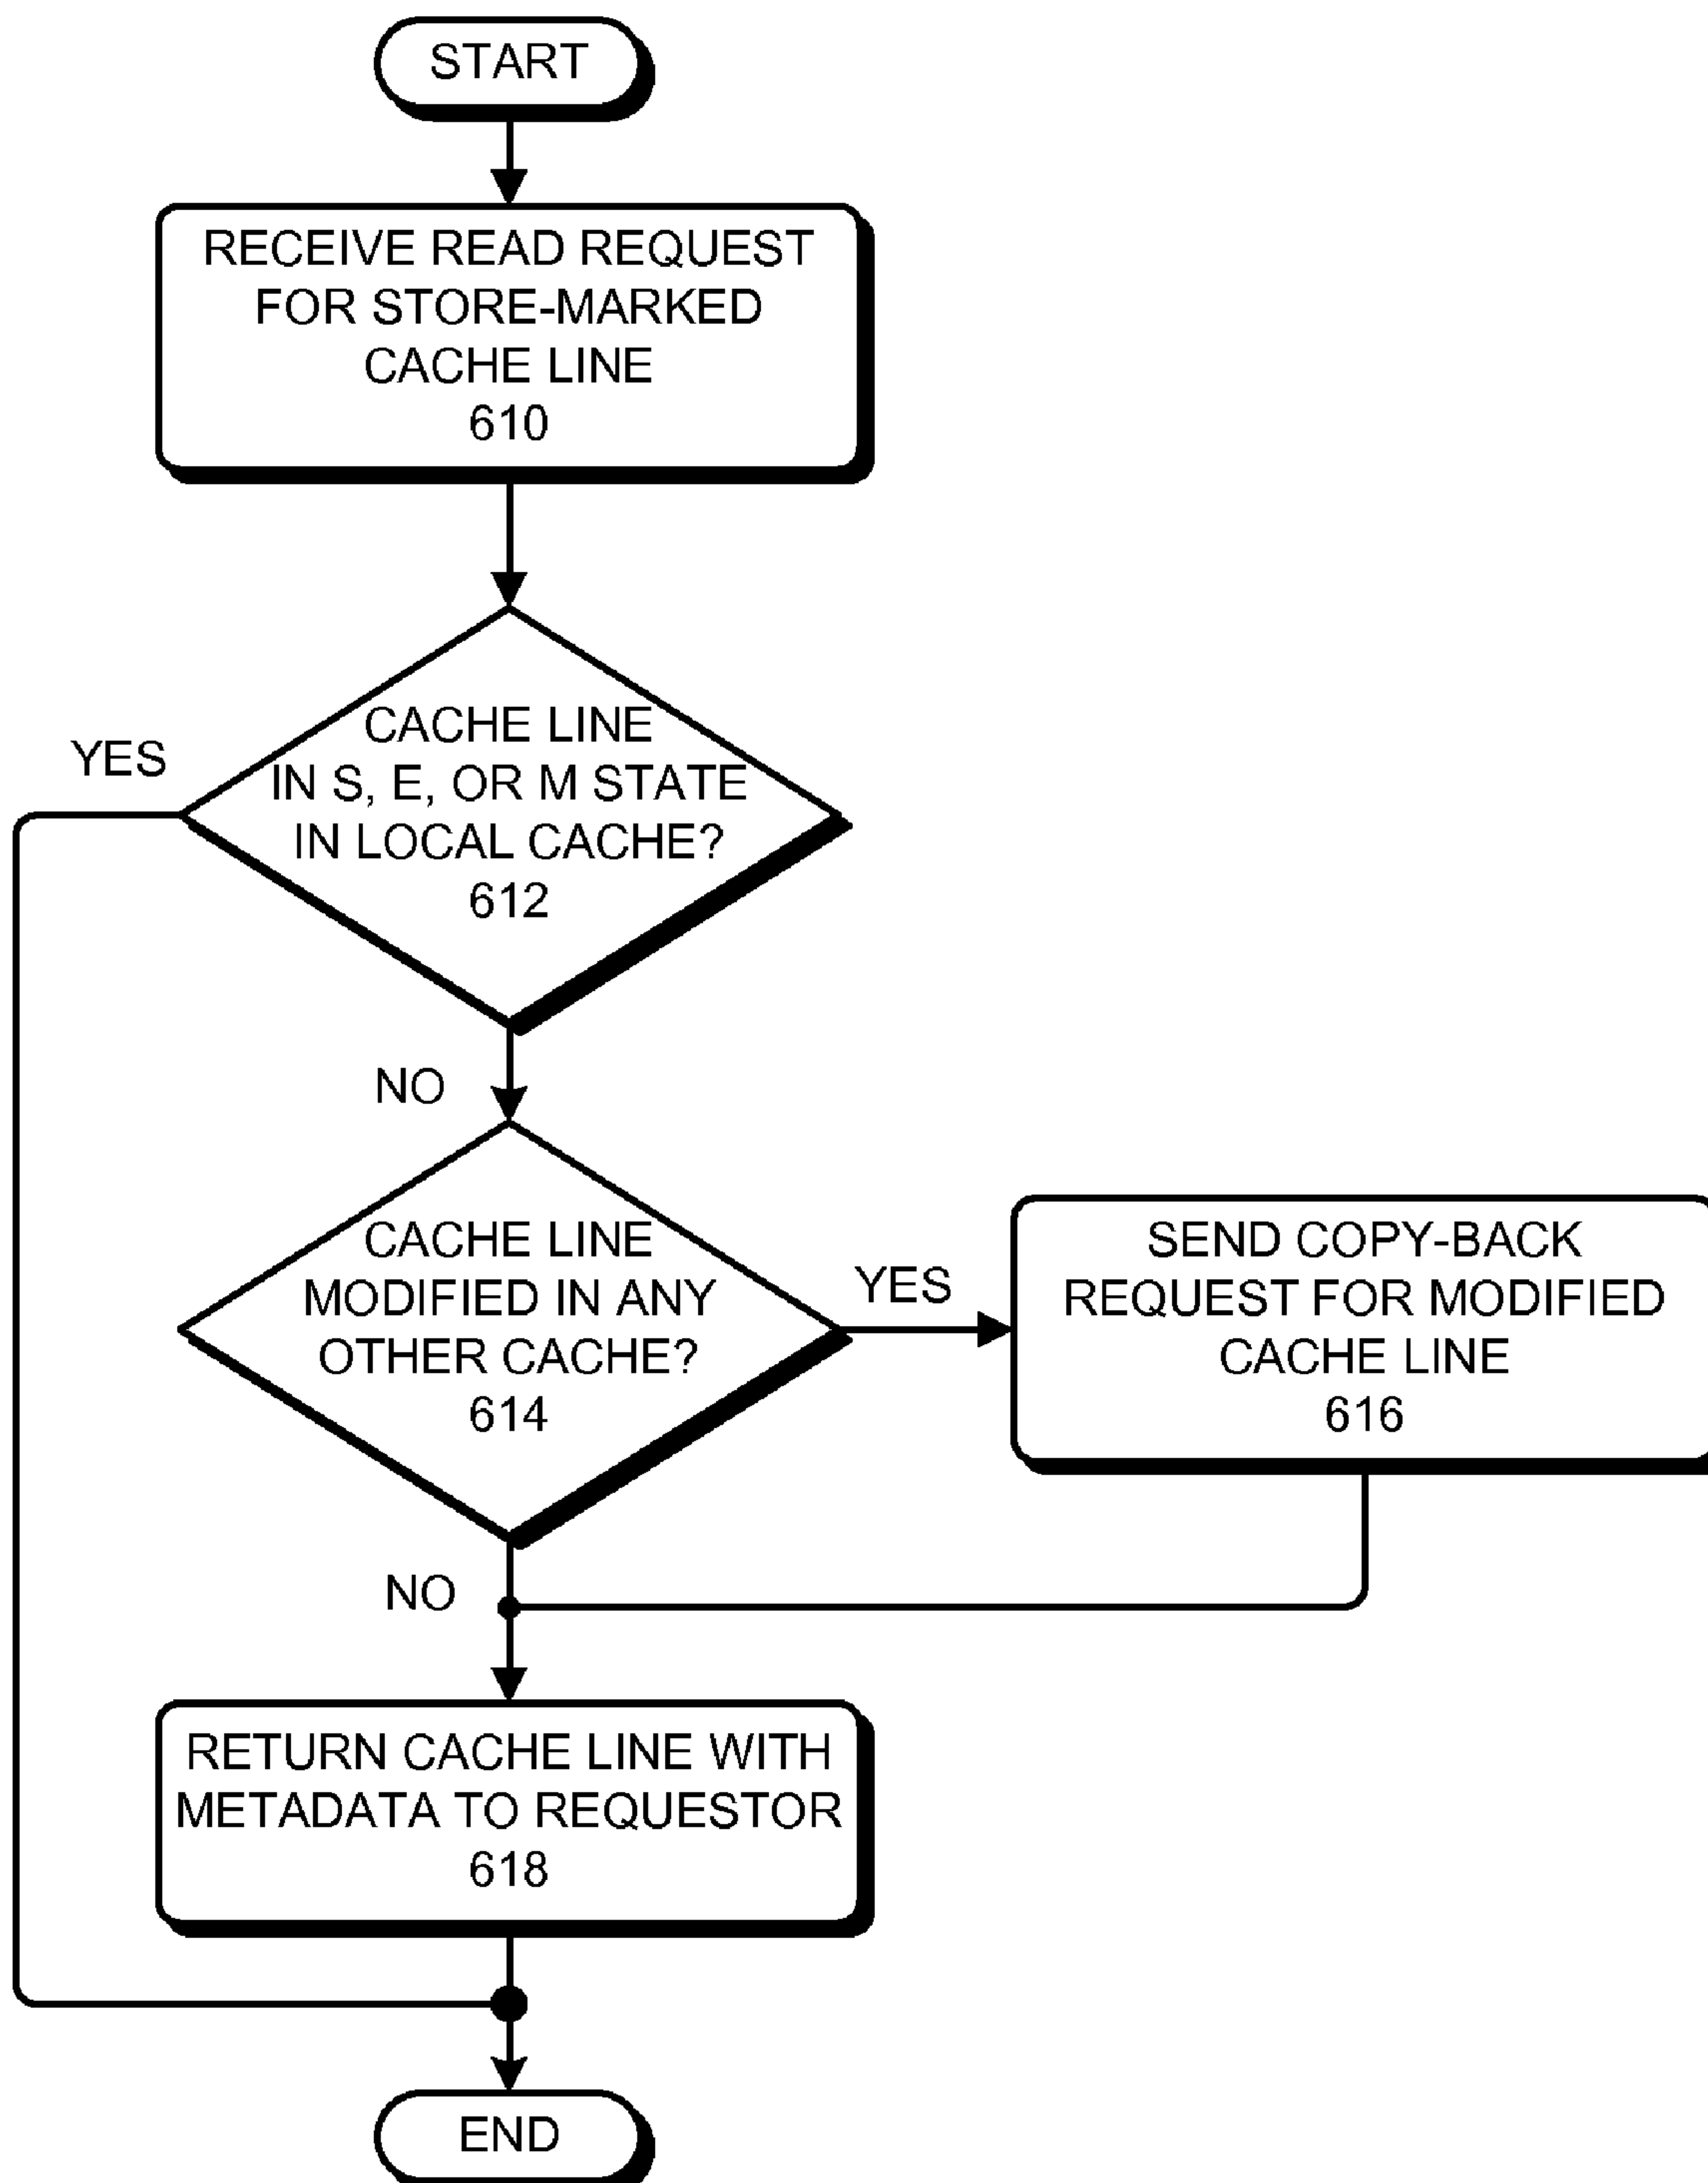 START
RECEIVE READ REQUEST
FOR STORE-MARKED
CACHE LINE
610
CACHE LINE
IN S, E, OR M STATE
IN LOCAL CACHE?
612
YES
NO
CACHE LINE
MODIFIED IN ANY
OTHER CACHE?
614
YES
SEND COPY-BACK
REQUEST FOR MODIFIED
CACHE LINE
616
NO
RETURN CACHE LINE WITH
METADATA TO REQUESTOR
618
END